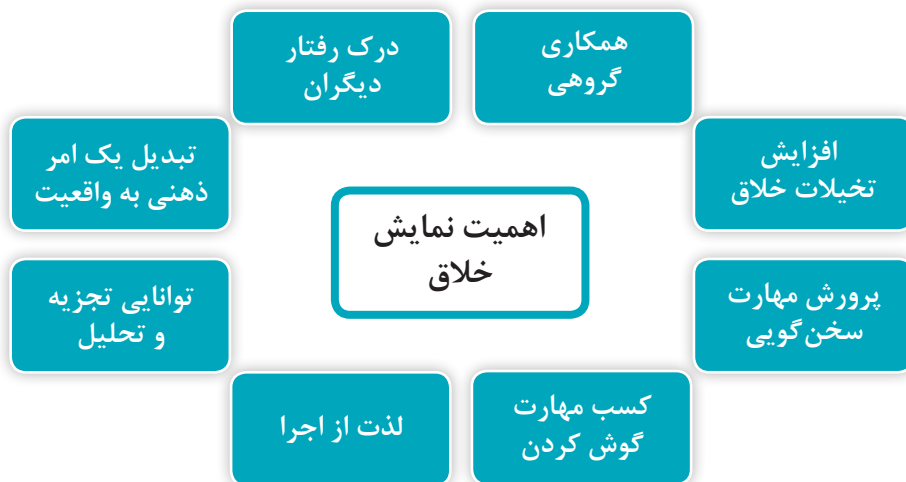 همکاری
گروهی
درک رفتار
دیگران
افزایش
تخیلات خلاق
تبدیل یک امر
ذهنی به واقعیت
اهمیت نمایش
خلاق
پرورش مهارت
سخن‌گویی
توانایی تجزیه
و تحلیل
کسب مهارت
گوش کردن
لذت از اجرا